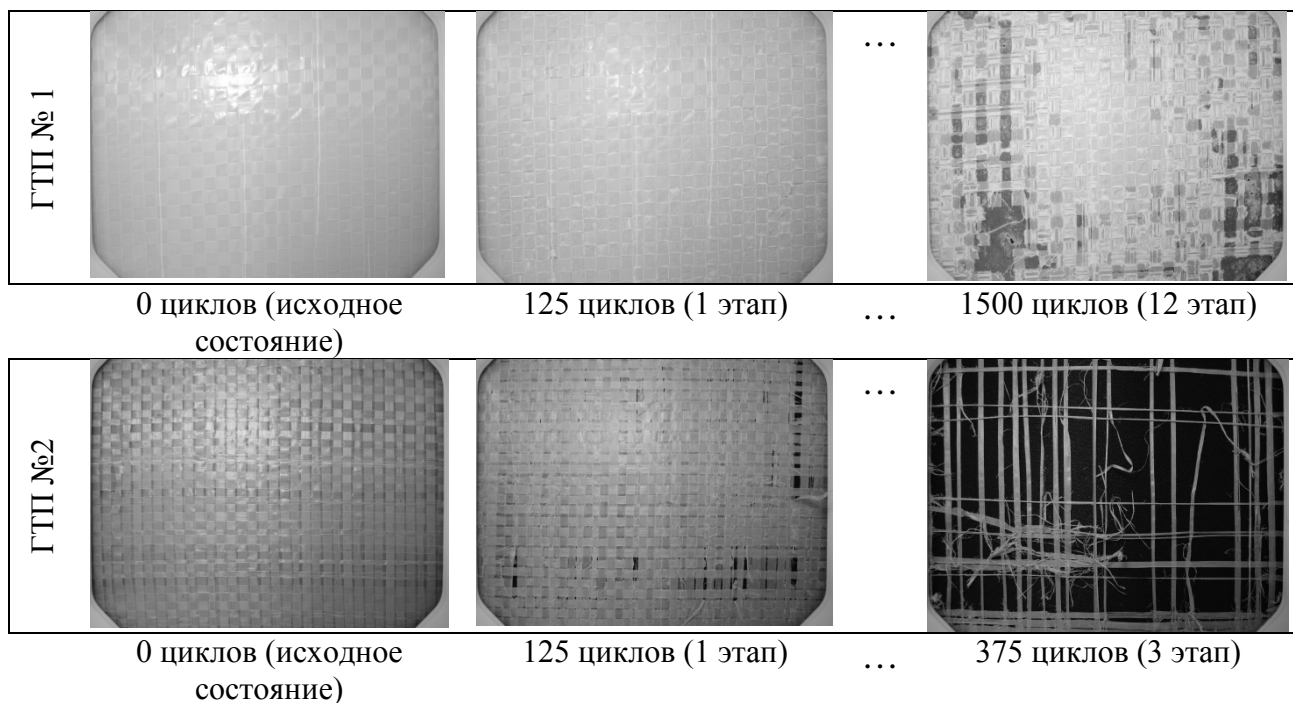 ГТП № 1
…
0 циклов (исходное
состояние)
125 циклов (1 этап)
…
1500 циклов (12 этап)
ГТП №2
…
0 циклов (исходное
состояние)
125 циклов (1 этап)
…
375 циклов (3 этап)